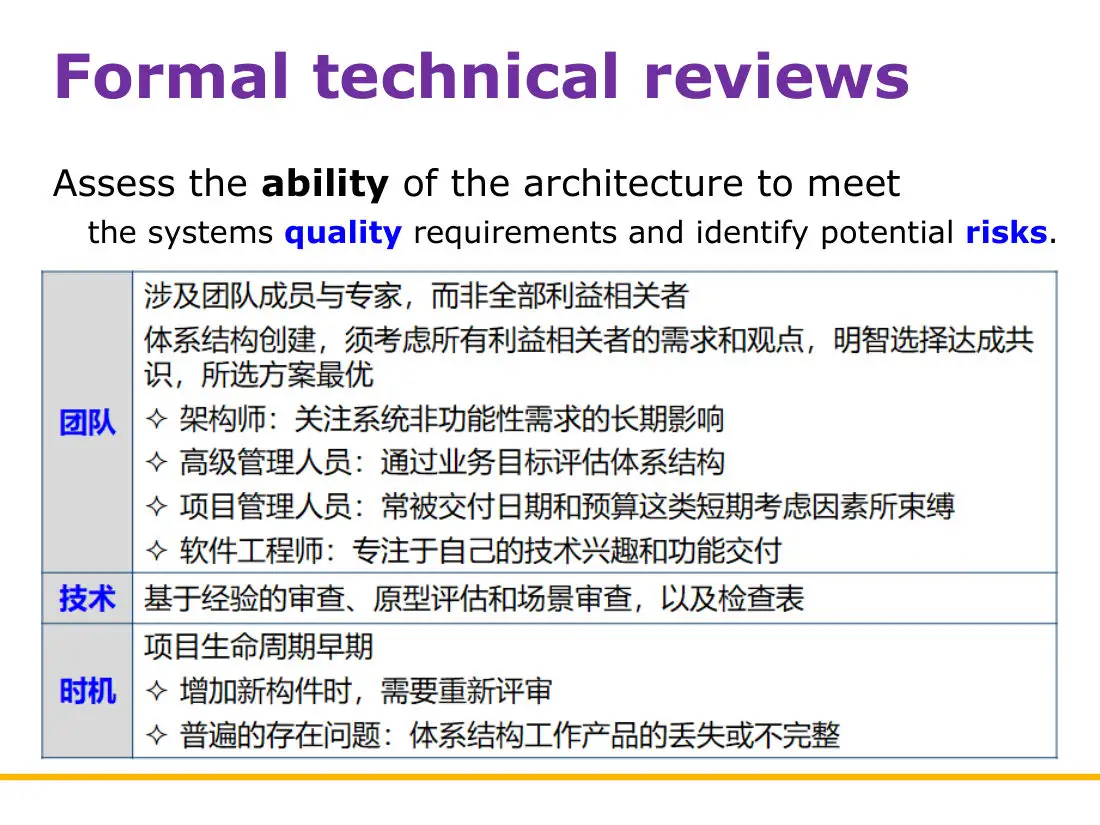 Formal technical reviews
Assess the ability of the architecture to meet
the systems quality requirements and identify potential risks.
团队
涉及团队成员与专家，而非全部利益相关者
体系结构创建，须考虑所有利益相关者的需求和观点，明智选择达成共
识，所选方案最优
✧ 架构师：关注系统非功能性需求的长期影响
✧ 高级管理人员：通过业务目标评估体系结构
✧ 项目管理人员：常被交付日期和预算这类短期考虑因素所束缚
✧ 软件工程师：专注于自己的技术兴趣和功能交付
技术
基于经验的审查、原型评估和场景审查，以及检查表
时机
项目生命周期早期
✧ 增加新构件时，需要重新评审
✧ 普遍的存在问题：体系结构工作产品的丢失或不完整